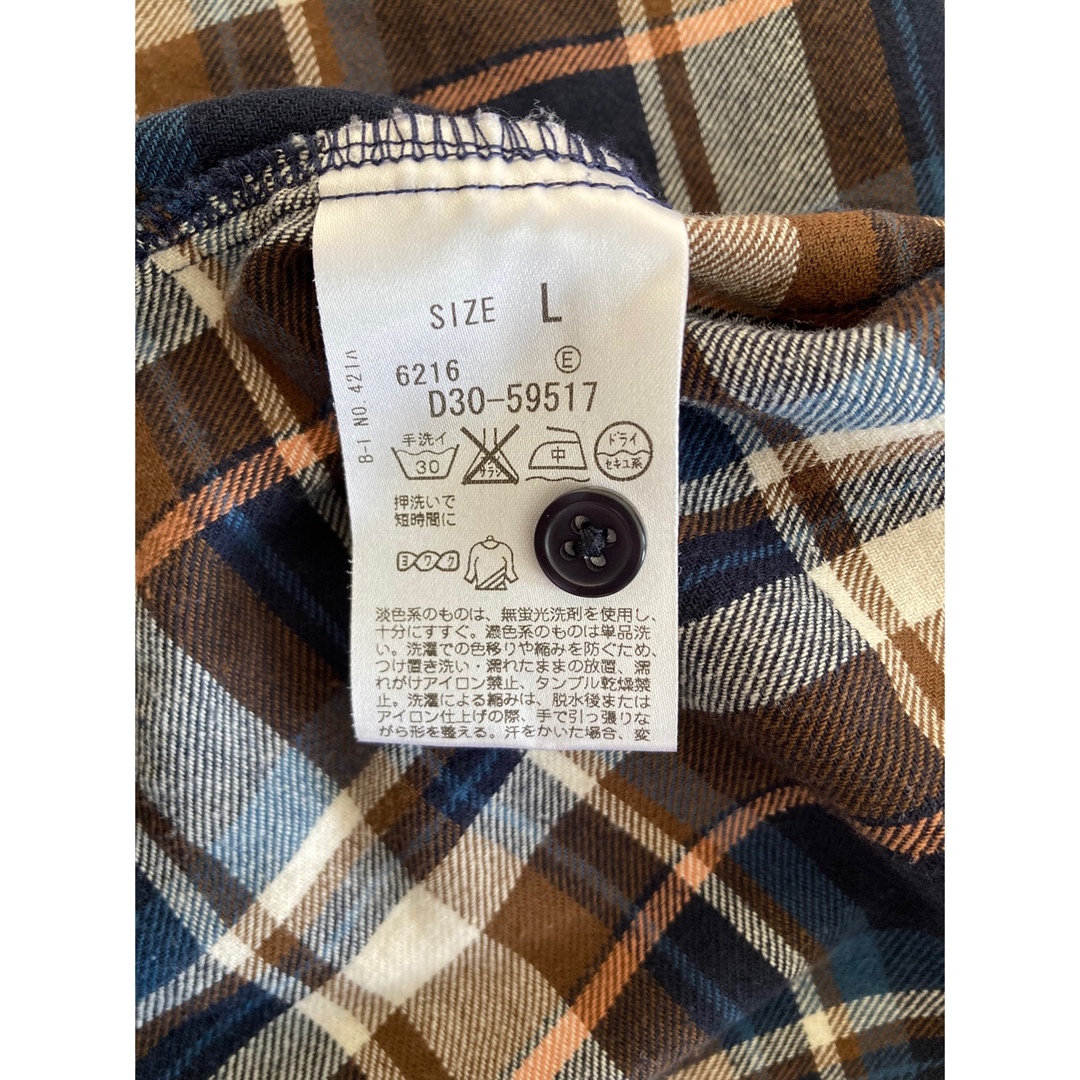 SIZE L
6216 Ⓔ
D30-59517
手洗イ
30
サラシ
中
ドライ
セキユ系
押洗いで
短時間に
ヨワク
淡色系のものは、無蛍光洗剤を使用し、
十分にすすぐ。濃色系のものは単品洗
い。洗濯での色移りや縮みを防ぐため、
つけ置き洗い・濡れたままの放置、濡
れがけアイロン禁止、タンブル乾燥禁
止。洗濯による縮みは、脱水後または
アイロン仕上げの際、手で引っ張りな
がら形を整える。汗をかいた場合、変
B-I NO.421ハ